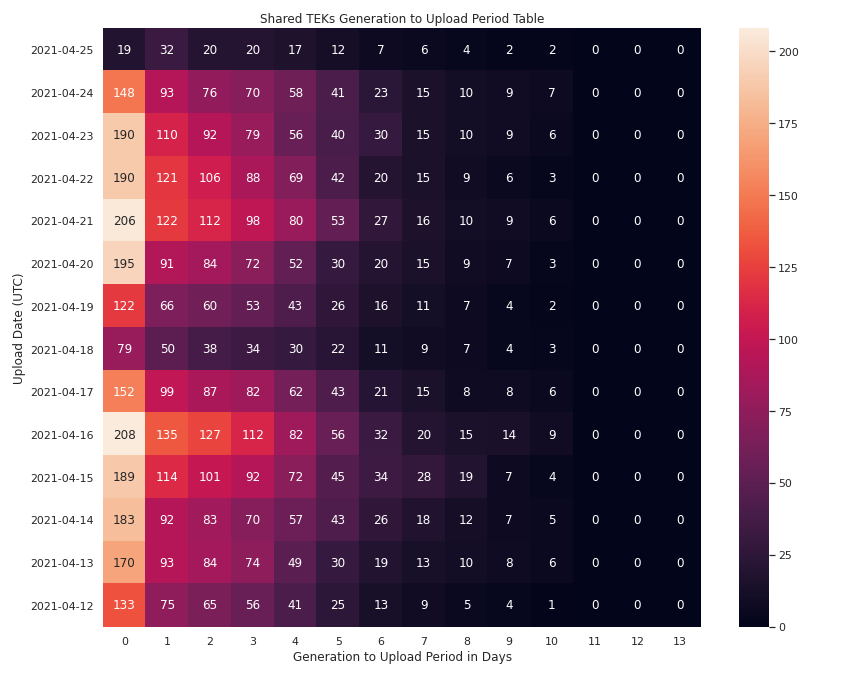 Shared TEKs Generation to Upload Period Table
2021-04-25 19 32 20 20 17 12 7 6 4 2 2 0 0 0
2021-04-24 148 93 76 70 58 41 23 15 10 9 7 0 0 0
2021-04-23 190 110 92 79 56 40 30 15 10 9 6 0 0 0
2021-04-22 190 121 106 88 69 42 20 15 9 6 3 0 0 0
2021-04-21 206 122 112 98 80 53 27 16 10 9 6 0 0 0
2021-04-20 195 91 84 72 52 30 20 15 9 7 3 0 0 0
2021-04-19 122 66 60 53 43 26 16 11 7 4 2 0 0 0
2021-04-18 79 50 38 34 30 22 11 9 7 4 3 0 0 0
2021-04-17 152 99 87 82 62 43 21 15 8 8 6 0 0 0
2021-04-16 208 135 127 112 82 56 32 20 15 14 9 0 0 0
2021-04-15 189 114 101 92 72 45 34 28 19 7 4 0 0 0
2021-04-14 183 92 83 70 57 43 26 18 12 7 5 0 0 0
2021-04-13 170 93 84 74 49 30 19 13 10 8 6 0 0 0
2021-04-12 133 75 65 56 41 25 13 9 5 4 1 0 0 0
0 1 2 3 4 5 6 7 8 9 10 11 12 13
Generation to Upload Period in Days
Upload Date (UTC)
200
175
150
125
100
75
50
25
0